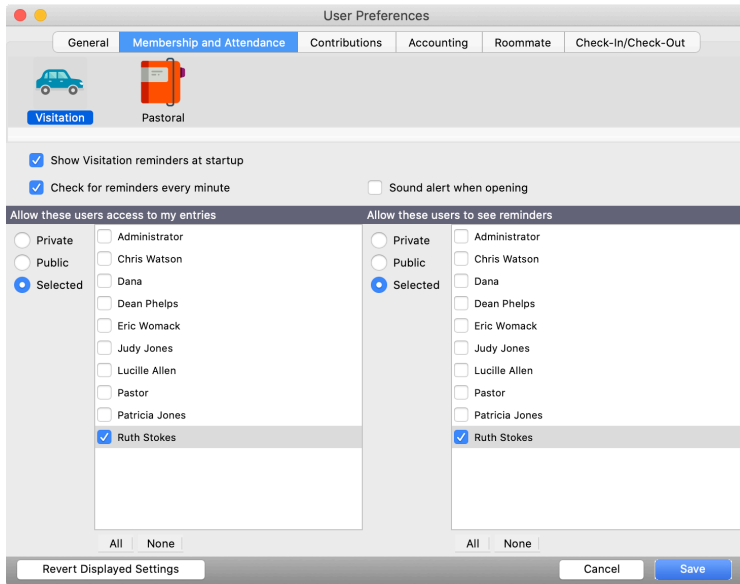 User Preferences
General Membership and Attendance Contributions Accounting Roommate Check-In/Check-Out
Visitation Pastoral
Show Visitation reminders at startup
Check for reminders every minute Sound alert when opening
Allow these users access to my entries Allow these users to see reminders
Private Administrator Private Administrator
Public Chris Watson Public Chris Watson
Selected Dana Selected Dana
Dean Phelps Dean Phelps
Eric Womack Eric Womack
Judy Jones Judy Jones
Lucille Allen Lucille Allen
Pastor Pastor
Patricia Jones Patricia Jones
Ruth Stokes Ruth Stokes
All None All None
Revert Displayed Settings Cancel Save